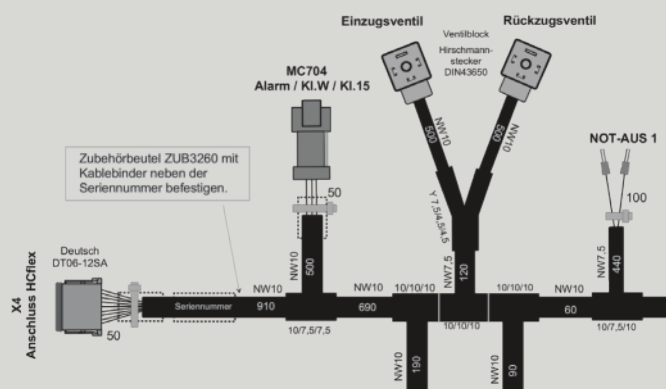 Einzugsventil
Rückzugsventil
Ventilblock
Hirschmann-
stecker
DIN43650
MC704
Alarm / Kl.W / Kl.15
NOT-AUS 1
Zubehörbeutel ZUB3260 mit
Kablebinder neben der
Seriennummer befestigen.
NW10
500
500
NW10
50
100
Y 7,5/4,5/4,5
Deutsch
DT06-12SA
X4
Anschluss HCflex
50
NW10
500
NW7,5
120
NW7,5
440
NW10
NW10
10/10/10
10/10/10
NW10
Seriennummer
910
690
60
10/7,5/7,5
10/10/10
10/7,5/10
NW10
190
NW10
90